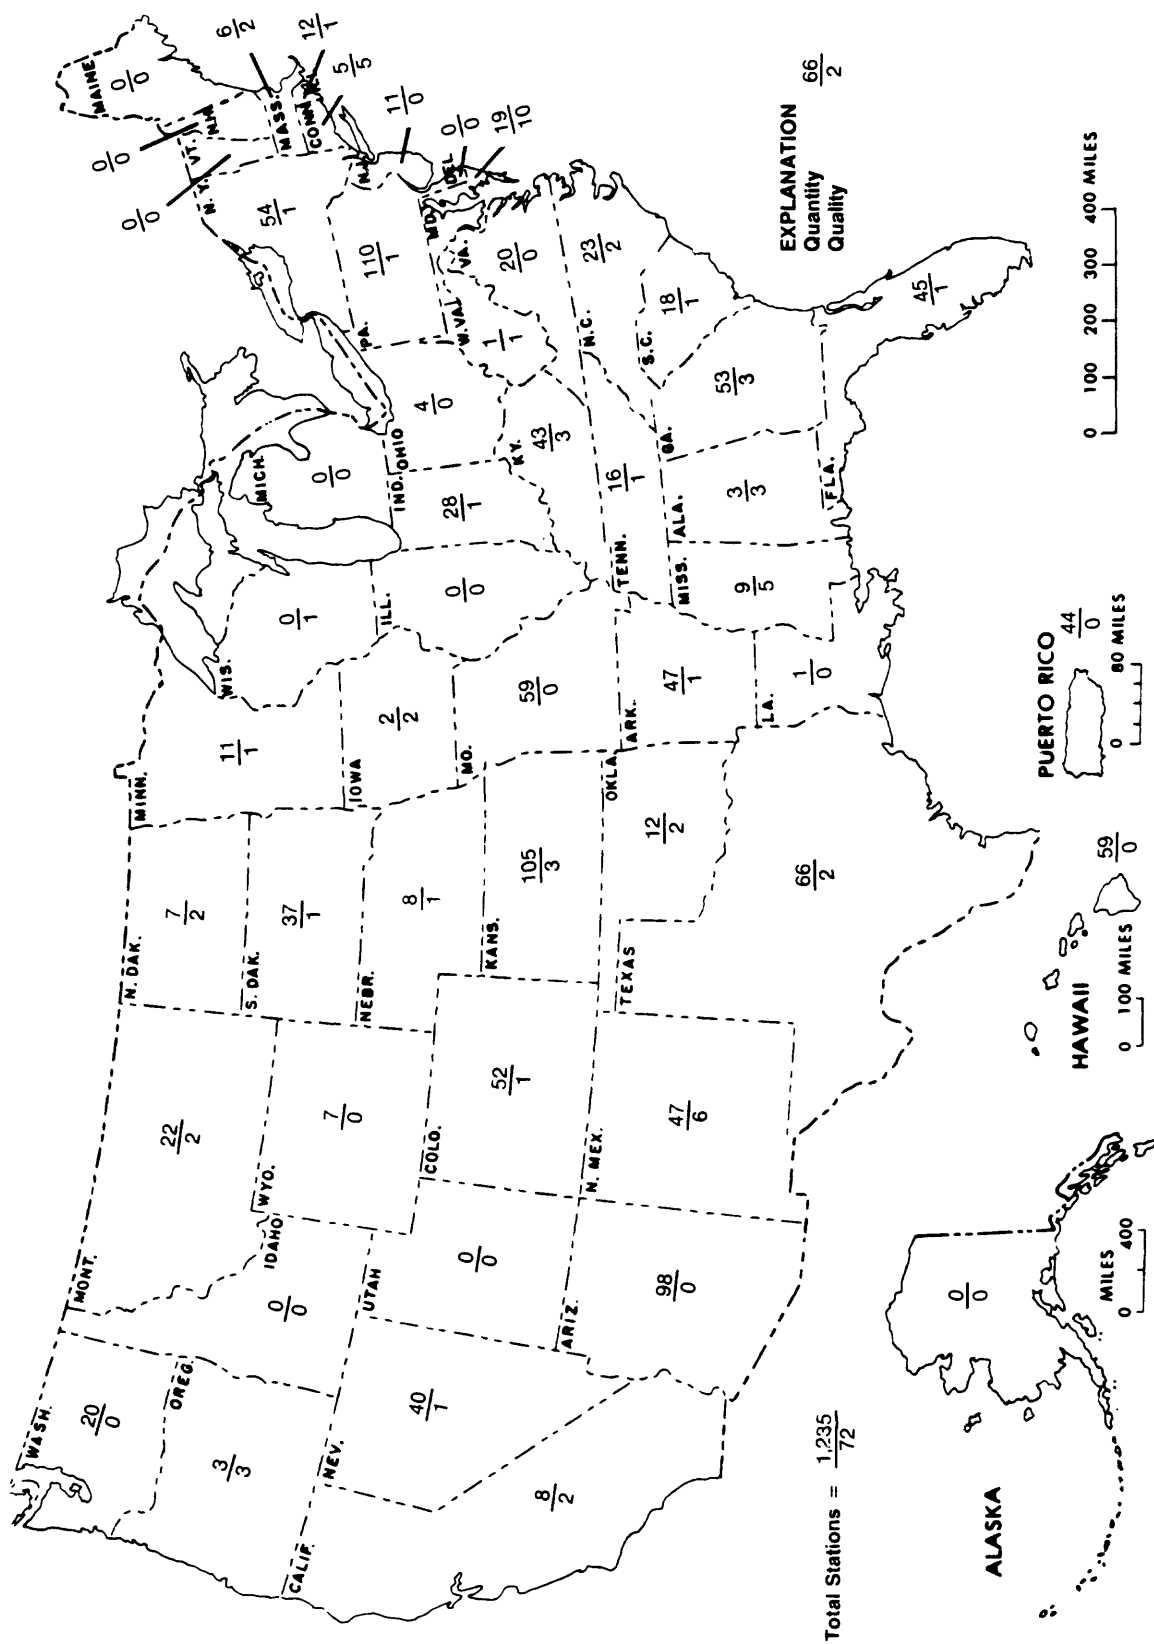 WASH.
20
0
OREG.
3
3
CALIF.
8
2
NEV.
40
1
IDAHO
0
0
MONT.
22
2
WYO.
7
0
UTAH
0
0
ARIZ.
98
0
COLO.
52
1
N. MEX.
47
6
N. DAK.
7
2
S. DAK.
37
1
NEBR.
8
1
KANS.
105
3
OKLA.
12
2
TEXAS
66
2
MINN.
11
1
IOWA
2
2
MO.
59
0
ARK.
47
1
LA.
1
0
WIS.
0
1
ILL.
0
0
MICH.
0
0
IND.
28
1
OHIO
4
0
KY.
43
3
TENN.
16
1
MISS.
9
5
ALA.
3
3
GA.
53
3
FLA.
45
1
S.C.
18
1
N.C.
23
2
VA.
20
0
W.VA.
1
1
PA.
110
1
N.Y.
54
1
VT.
0
0
N.H.
0
0
MAINE
0
0
MASS.
6
2
R.I.
12
1
CONN.
5
5
N.J.
11
0
DEL.
0
0
MD.
19
10
EXPLANATION
Quantity 66
Quality 2
0 100 200 300 400 MILES
Total Stations = 1,235
72
ALASKA
0
0
MILES
0 400
HAWAII
59
0
0 100 MILES
PUERTO RICO
44
0
0 80 MILES